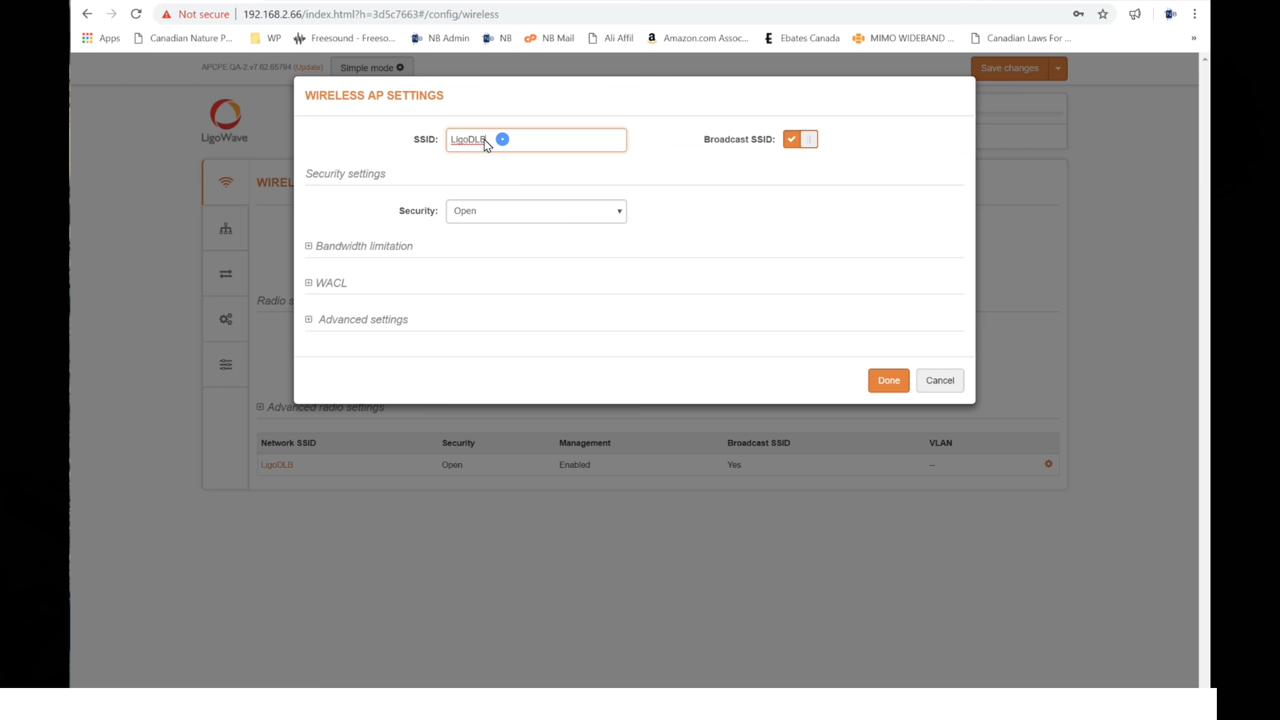 Not secure 192.168.2.66/index.html?h=3d5c7663#/config/wireless
Apps Canadian Nature P... WP Freesound - Freeso... NB Admin NB NB Mail Ali Affil Amazon.com Assoc... Ebates Canada MIMO WIDEBAND ... Canadian Laws For ... »
APCPE.QA-2.v7.62.65794 (Update) Simple mode Save changes
WIRELESS AP SETTINGS
LigoWave
SSID: LigoDLB Broadcast SSID:
Security settings
WIREL
Security: Open
Bandwidth limitation
WACL
Radio s
Advanced settings
Done Cancel
Advanced radio settings
Network SSID Security Management Broadcast SSID VLAN
LigoDLB Open Enabled Yes --